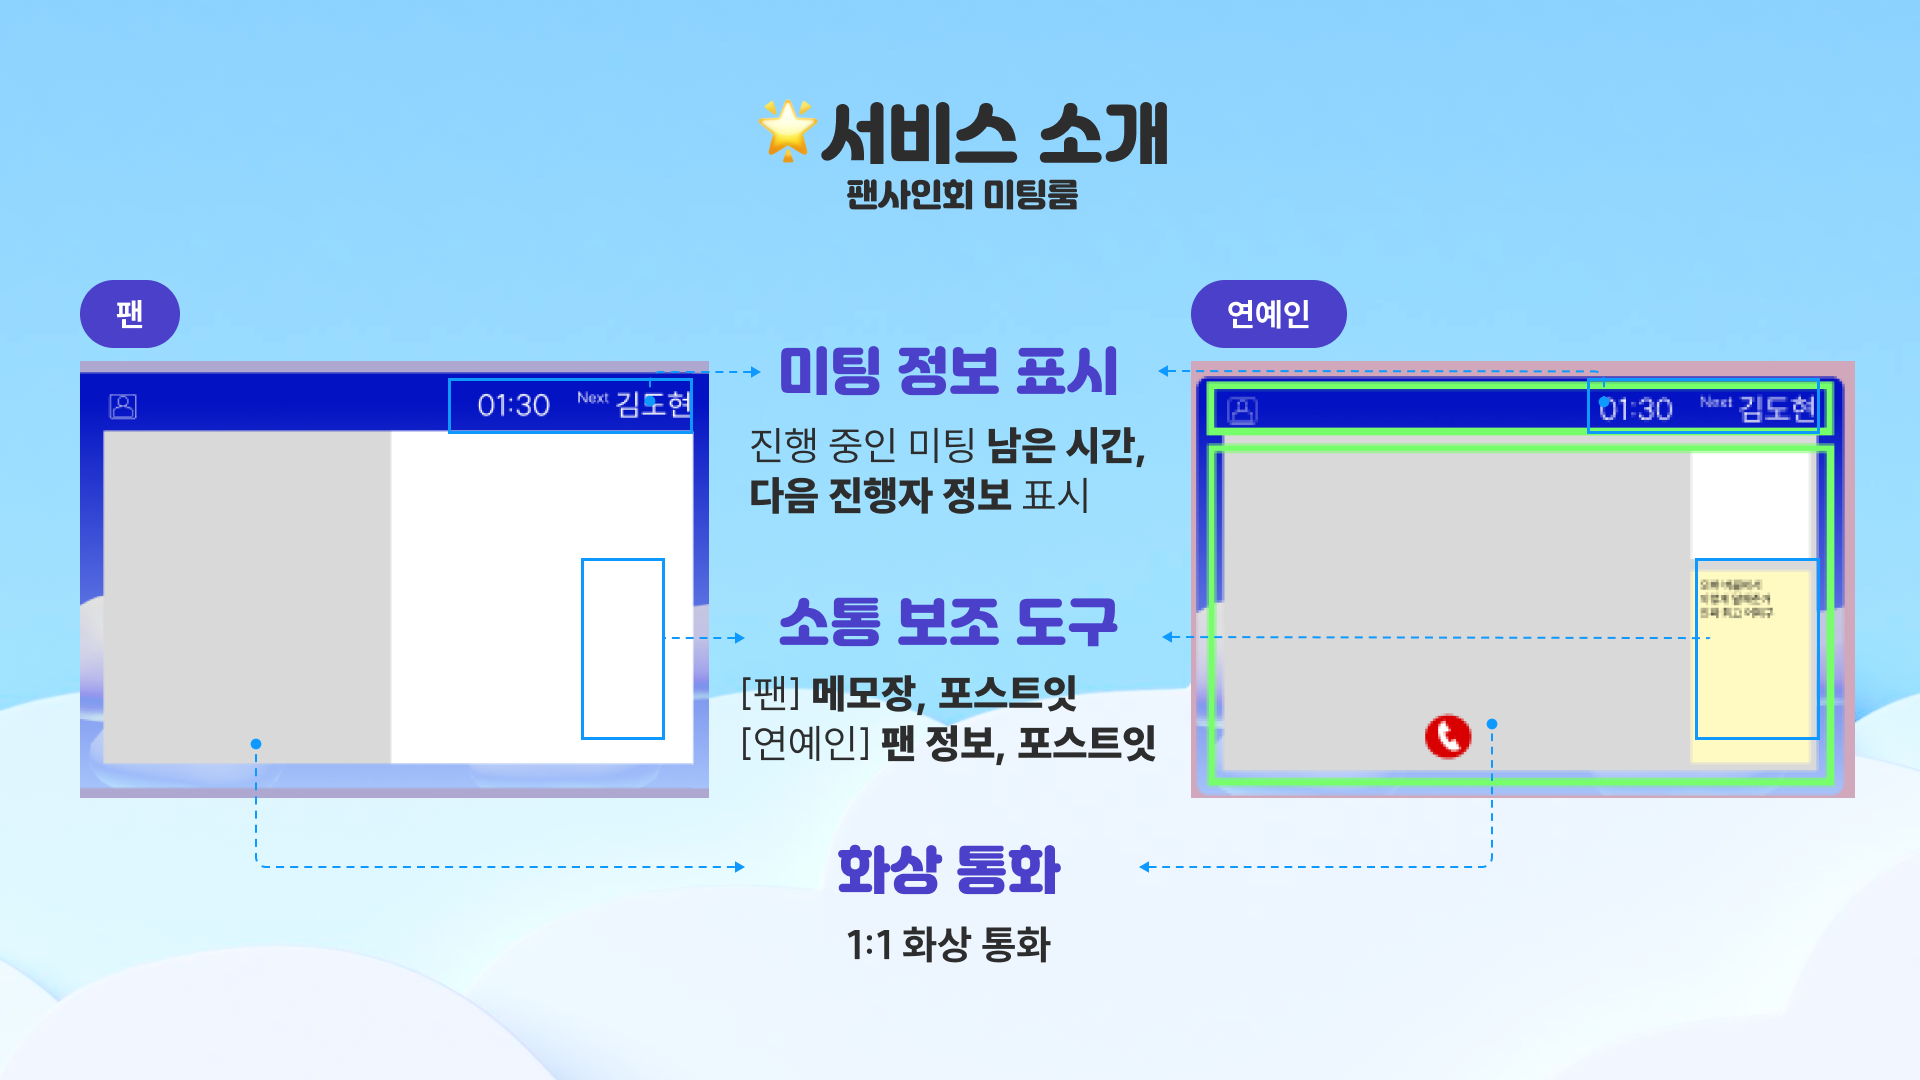 서비스 소개
팬사인회 미팅룸
팬
01:30 Next 김도현
미팅 정보 표시
진행 중인 미팅 남은 시간,
다음 진행자 정보 표시
소통 보조 도구
[팬] 메모장, 포스트잇
[연예인] 팬 정보, 포스트잇
화상 통화
1:1 화상 통화
연예인
01:30 Next 김도현